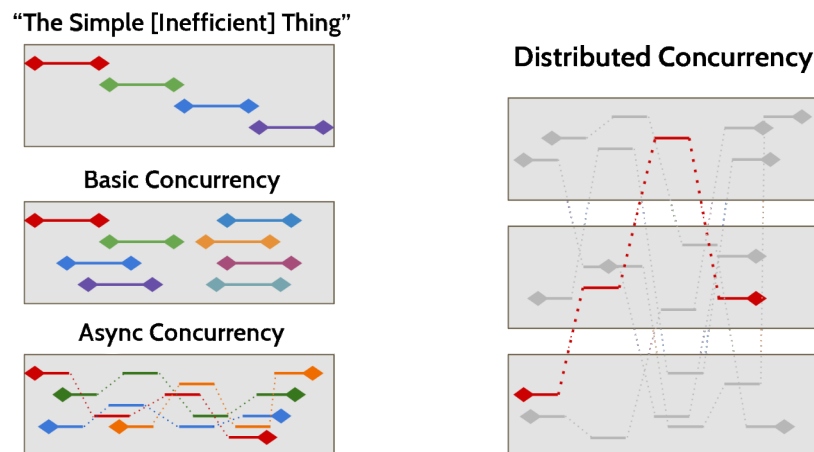 “The Simple [Inefficient] Thing”
Distributed Concurrency
Basic Concurrency
Async Concurrency